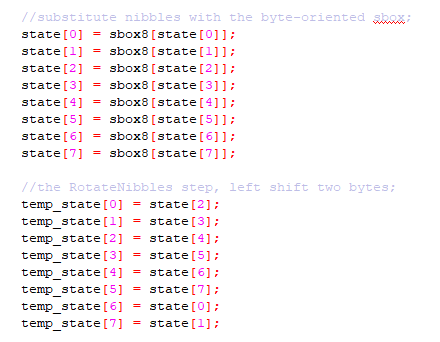 //substitute nibbles with the byte-oriented sbox;
state[0] = sbox8[state[0]];
state[1] = sbox8[state[1]];
state[2] = sbox8[state[2]];
state[3] = sbox8[state[3]];
state[4] = sbox8[state[4]];
state[5] = sbox8[state[5]];
state[6] = sbox8[state[6]];
state[7] = sbox8[state[7]];
//the RotateNibbles step, left shift two bytes;
temp_state[0] = state[2];
temp_state[1] = state[3];
temp_state[2] = state[4];
temp_state[3] = state[5];
temp_state[4] = state[6];
temp_state[5] = state[7];
temp_state[6] = state[0];
temp_state[7] = state[1];